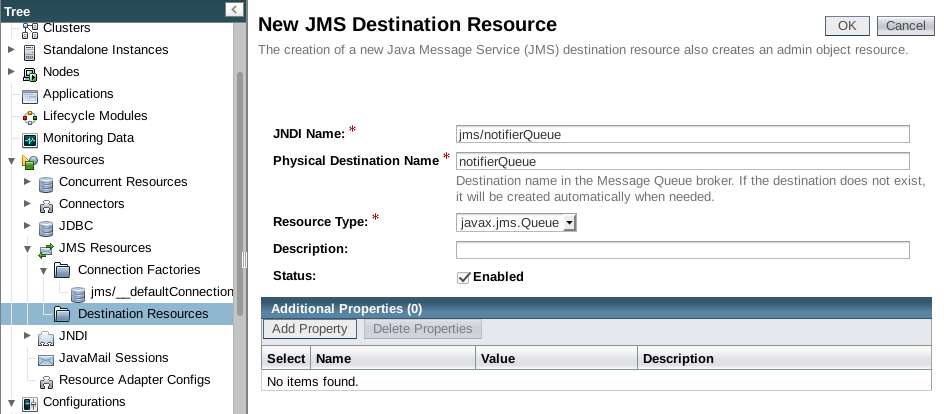 Tree
Clusters
Standalone Instances
Nodes
Applications
Lifecycle Modules
Monitoring Data
Resources
Concurrent Resources
Connectors
JDBC
JMS Resources
Connection Factories
jms/__defaultConnection
Destination Resources
JNDI
JavaMail Sessions
Resource Adapter Configs
Configurations
New JMS Destination Resource
OK
Cancel
The creation of a new Java Message Service (JMS) destination resource also creates an admin object resource.
JNDI Name: * jms/notifierQueue
Physical Destination Name * notifierQueue
Destination name in the Message Queue broker. If the destination does not exist,
it will be created automatically when needed.
Resource Type: * javax.jms.Queue
Description:
Status: Enabled
Additional Properties (0)
Add Property Delete Properties
Select Name Value Description
No items found.